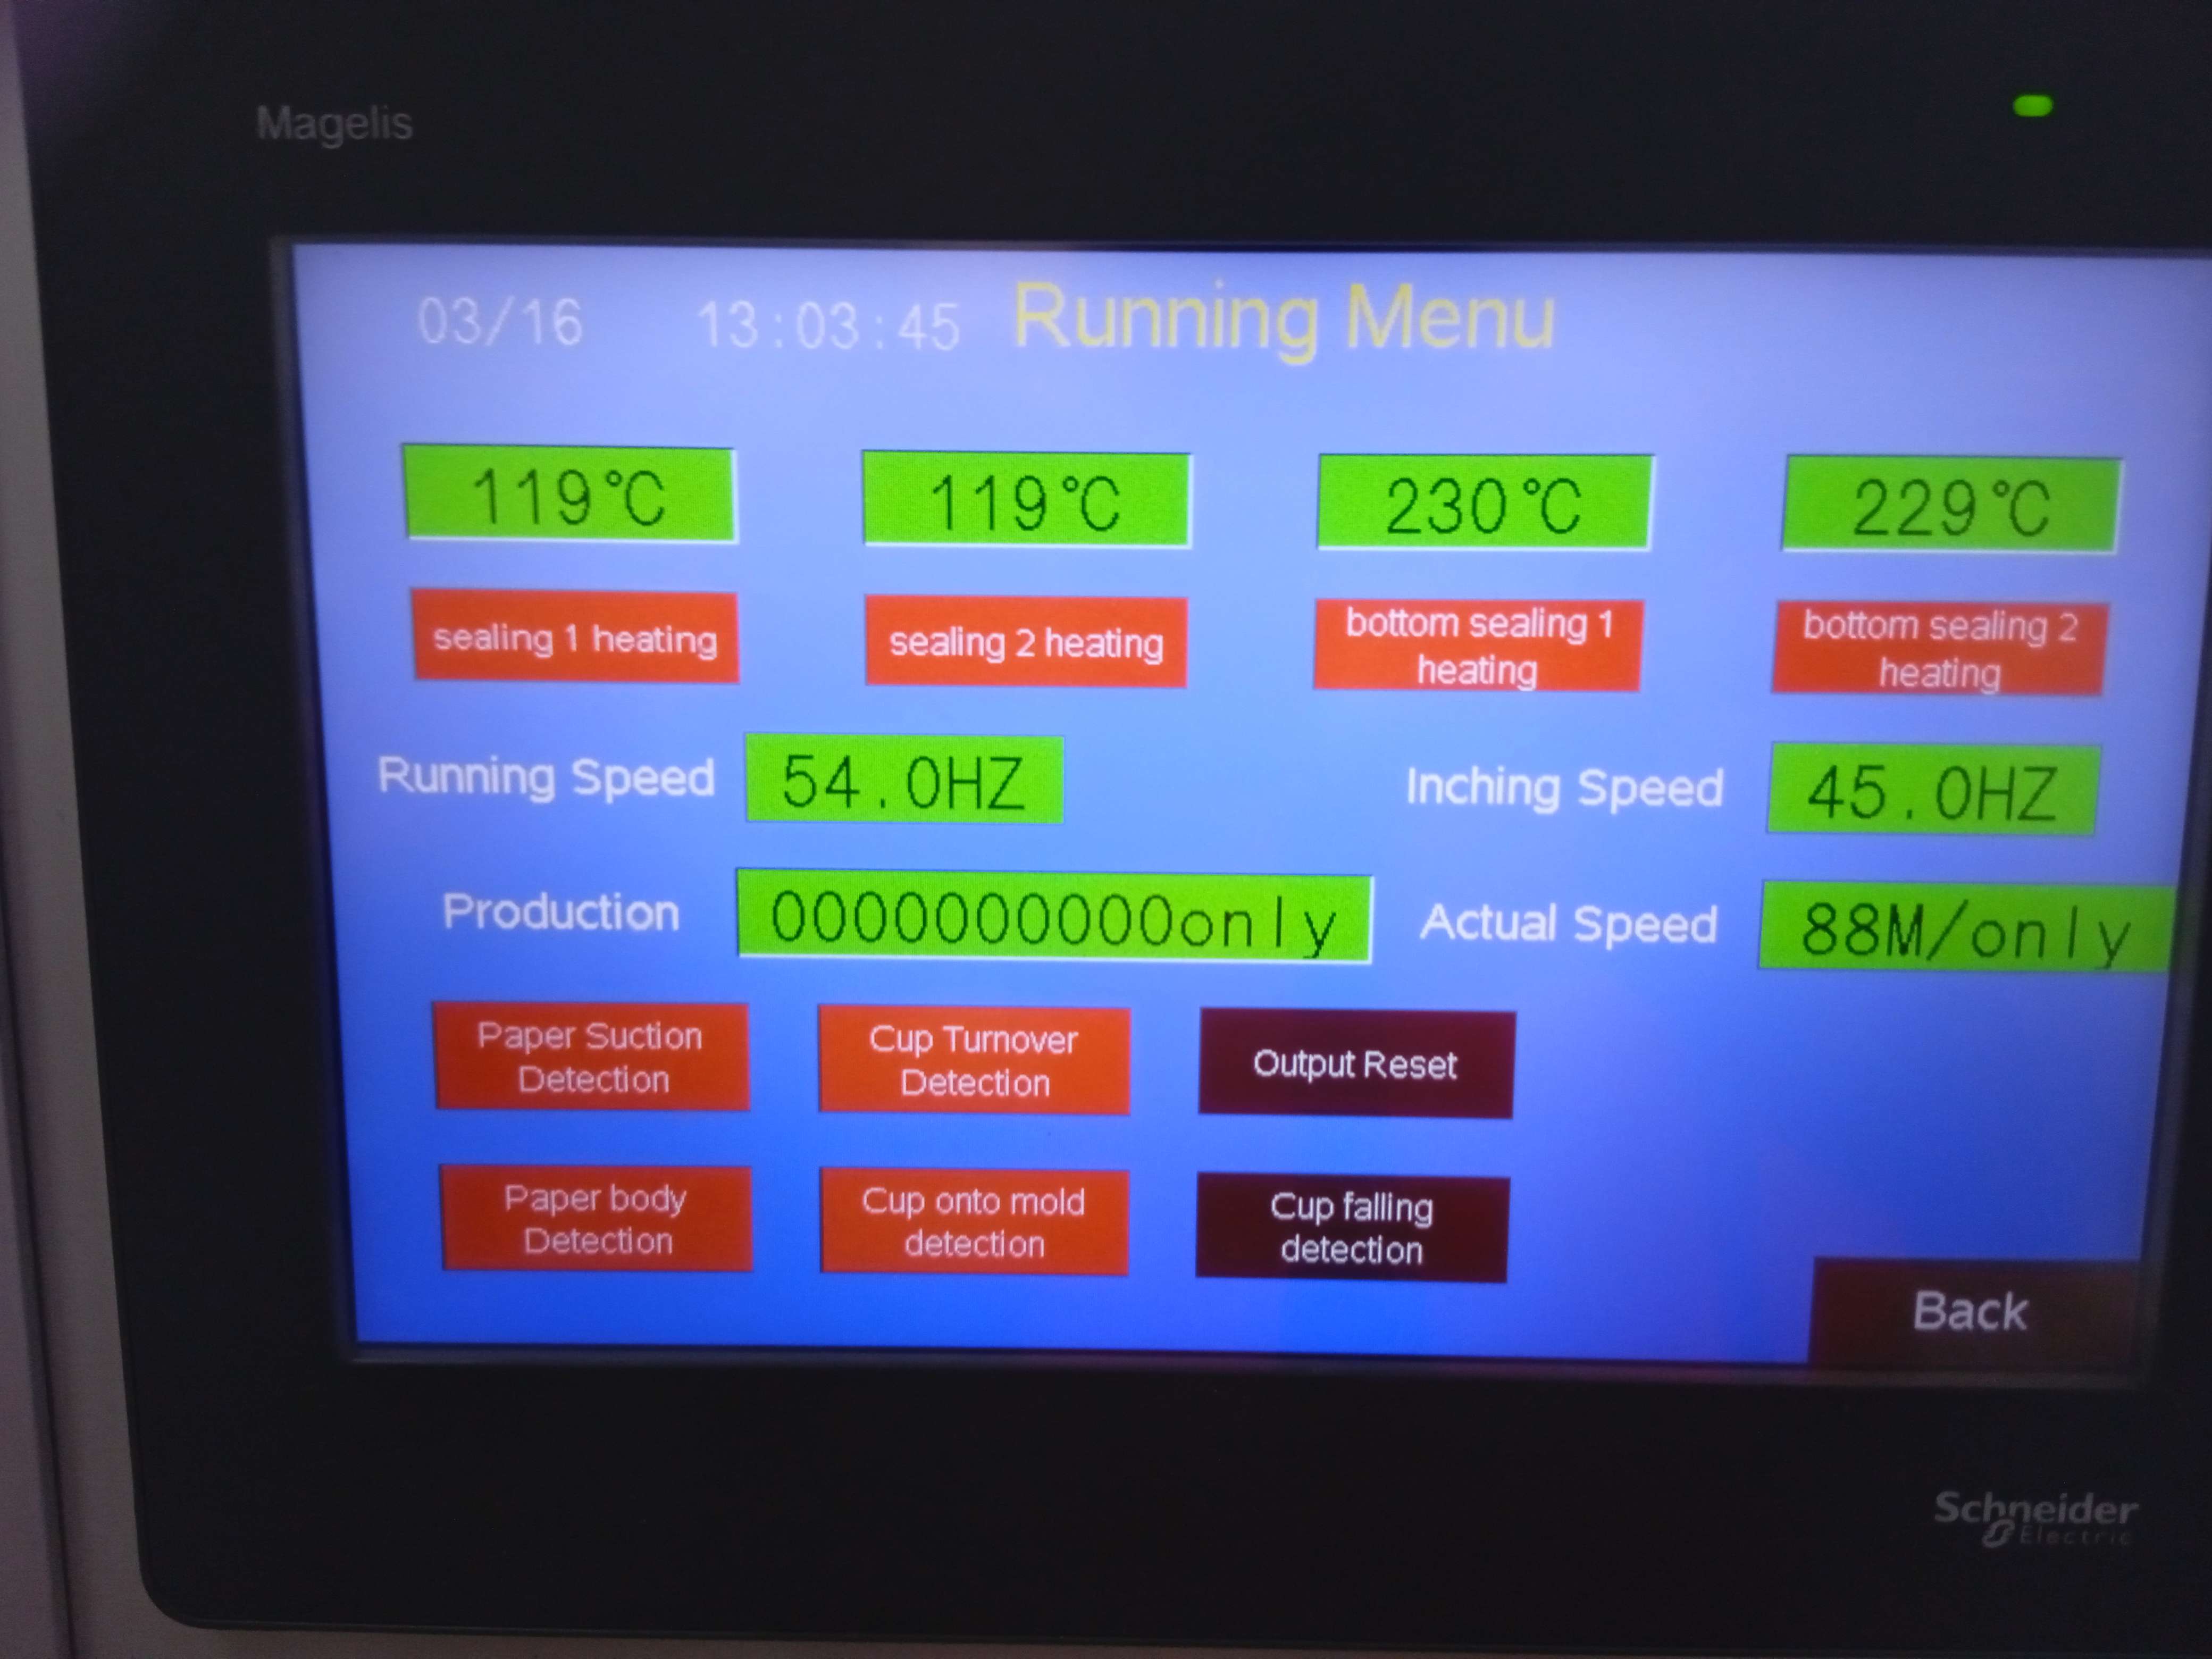 Magelis
03/16 13:03:45 Running Menu
119°C 119°C 230°C 229°C
sealing 1 heating
sealing 2 heating
bottom sealing 1
heating
bottom sealing 2
heating
Running Speed 54.0HZ Inching Speed 45.0HZ
Production 0000000000only Actual Speed 88M/only
Paper Suction
Detection
Cup Turnover
Detection
Output Reset
Paper body
Detection
Cup onto mold
detection
Cup falling
detection
Back
Schneider
Electric